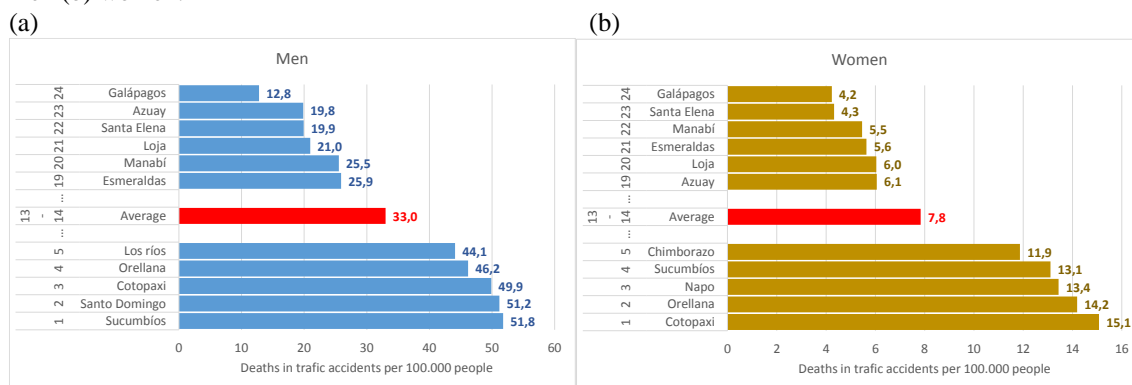 (a)
(b)
Men
24 Galápagos 12,8
23 Azuay 19,8
22 Santa Elena 19,9
21 Loja 21,0
20 Manabí 25,5
19 Esmeraldas 25,9
...
13 - 14 Average 33,0
...
5 Los ríos 44,1
4 Orellana 46,2
3 Cotopaxi 49,9
2 Santo Domingo 51,2
1 Sucumbíos 51,8
0 10 20 30 40 50 60
Deaths in trafic accidents per 100.000 people
Women
24 Galápagos 4,2
23 Santa Elena 4,3
22 Manabí 5,5
21 Esmeraldas 5,6
20 Loja 6,0
19 Azuay 6,1
...
13 - 14 Average 7,8
...
5 Chimborazo 11,9
4 Sucumbíos 13,1
3 Napo 13,4
2 Orellana 14,2
1 Cotopaxi 15,1
0 2 4 6 8 10 12 14 16
Deaths in trafic accidents per 100.000 people